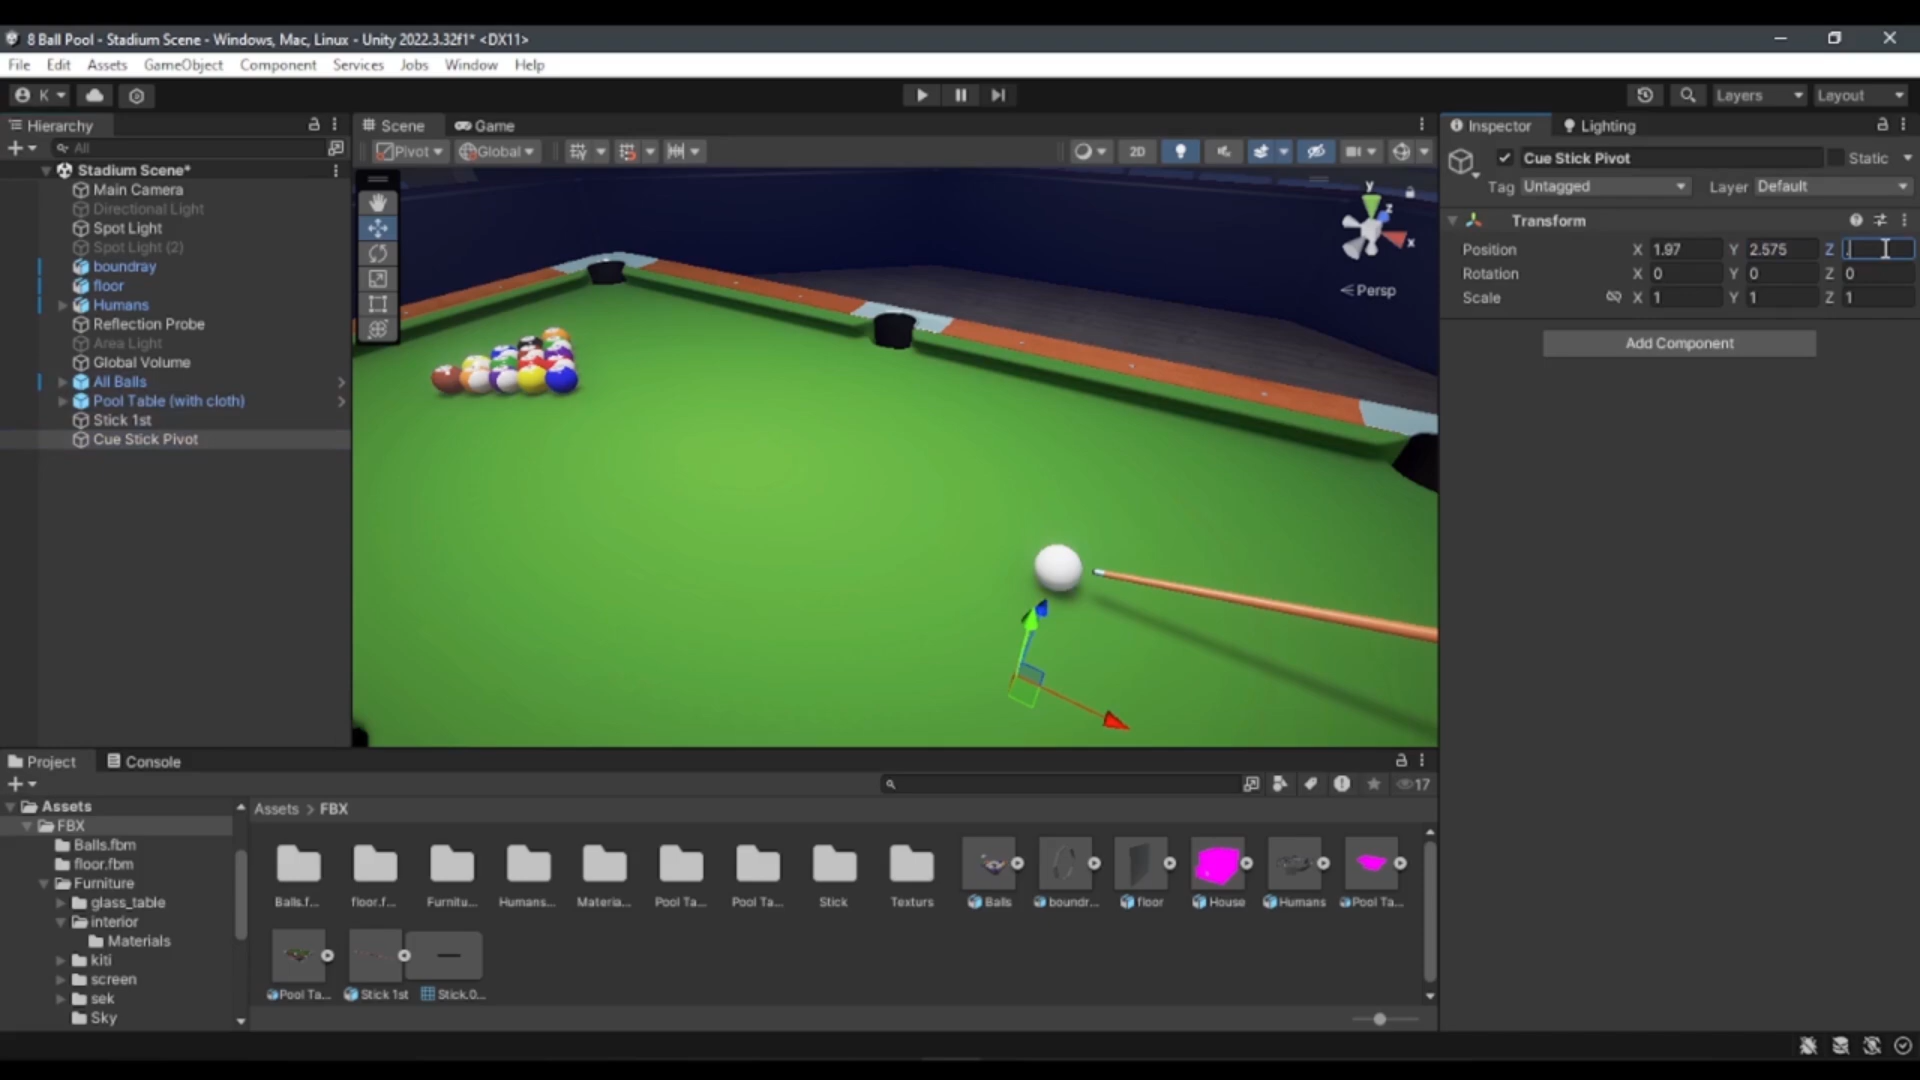 8 Ball Pool - Stadium Scene - Windows, Mac, Linux - Unity 2022.3.32f1* <DX11>
File Edit Assets GameObject Component Services Jobs Window Help
K Layers Layout
Hierarchy
All
Stadium Scene*
Main Camera
Directional Light
Spot Light
Spot Light (2)
boundray
floor
Humans
Reflection Probe
Area Light
Global Volume
All Balls
Pool Table (with cloth)
Stick 1st
Cue Stick Pivot
Scene Game
Pivot Global 2D
y
z
x
Persp
Inspector Lighting
Cue Stick Pivot Static
Tag Untagged Layer Default
Transform
Position X 1.97 Y 2.575 Z .
Rotation X 0 Y 0 Z 0
Scale X 1 Y 1 Z 1
Add Component
Project Console
17
Assets
FBX
Balls.fbm
floor.fbm
Furniture
glass_table
interior
Materials
kiti
screen
sek
Sky
Assets > FBX
Balls.f... floor.f... Furnitu... Humans... Materia... Pool Ta... Pool Ta... Stick Texturs Balls boundr... floor House Humans Pool Ta...
Pool Ta... Stick 1st Stick.0...